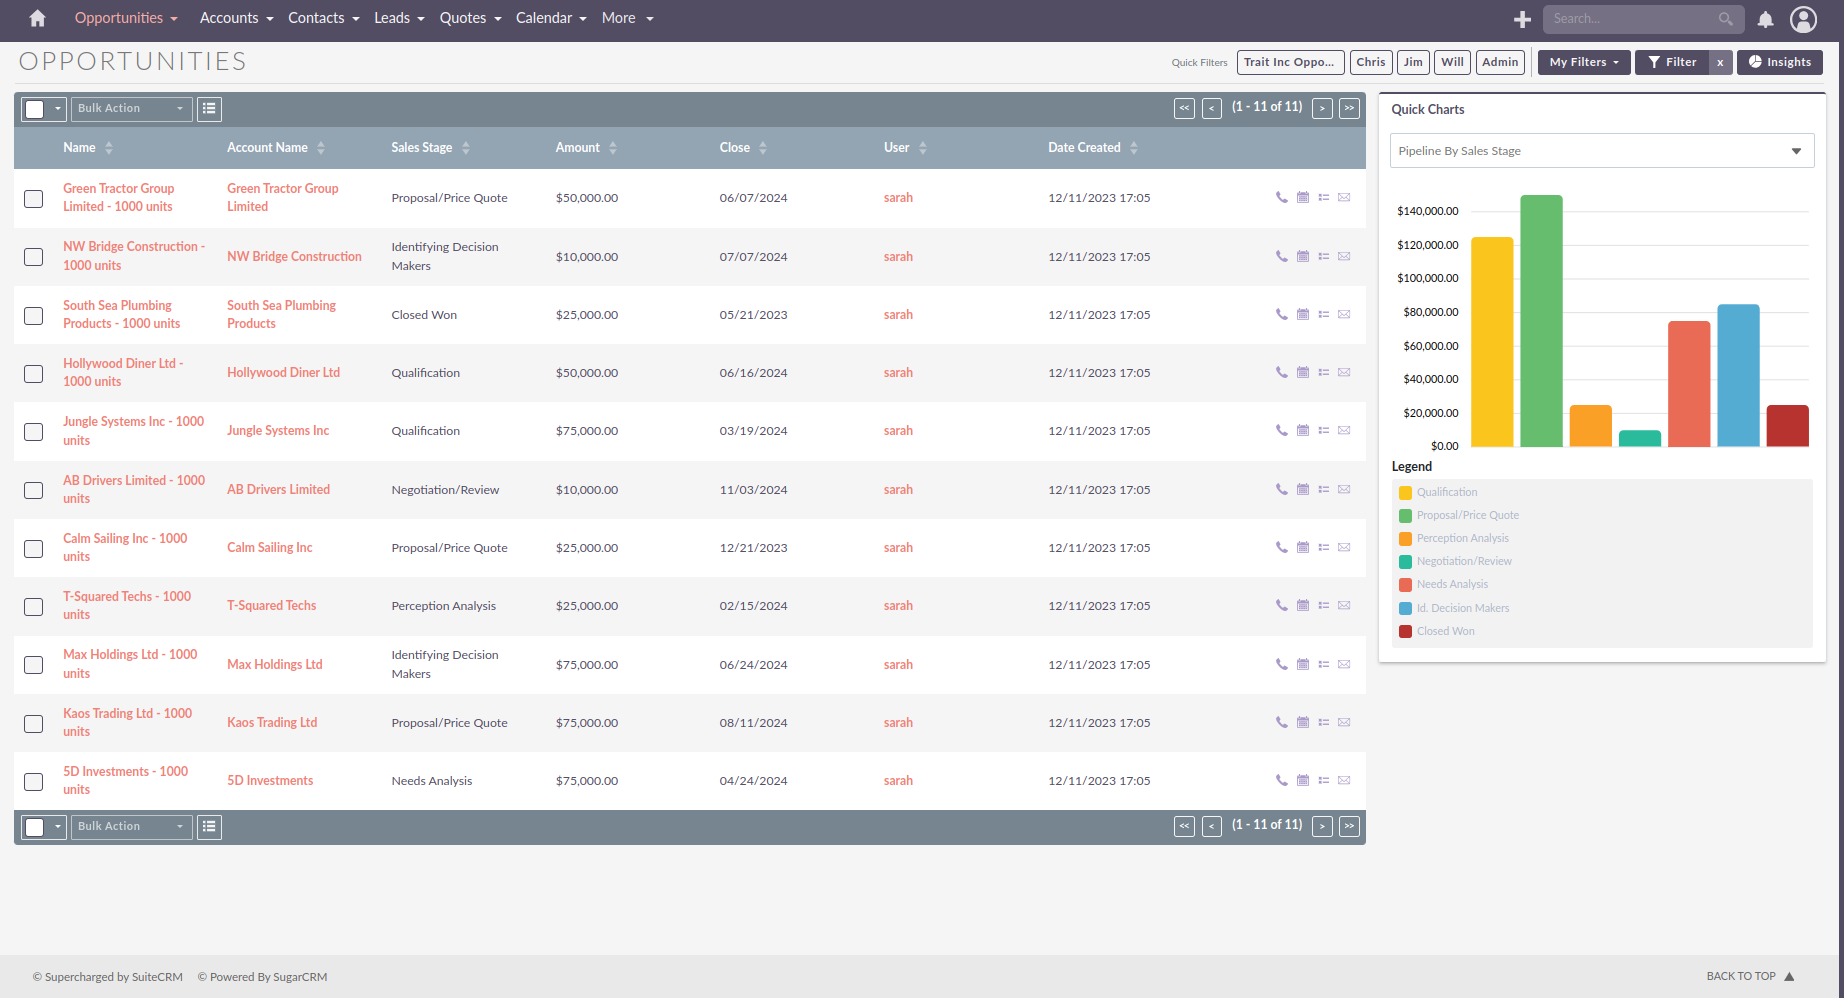 Opportunities Accounts Contacts Leads Quotes Calendar More Search...
OPPORTUNITIES
Quick Filters Trait Inc Oppo... Chris Jim Will Admin My Filters Filter x Insights
Bulk Action << < (1 - 11 of 11) > >>
Name Account Name Sales Stage Amount Close User Date Created
Green Tractor Group
Limited - 1000 units
Green Tractor Group
Limited
Proposal/Price Quote $50,000.00 06/07/2024 sarah 12/11/2023 17:05
NW Bridge Construction -
1000 units
NW Bridge Construction
Identifying Decision
Makers
$10,000.00 07/07/2024 sarah 12/11/2023 17:05
South Sea Plumbing
Products - 1000 units
South Sea Plumbing
Products
Closed Won $25,000.00 05/21/2023 sarah 12/11/2023 17:05
Hollywood Diner Ltd -
1000 units
Hollywood Diner Ltd Qualification $50,000.00 06/16/2024 sarah 12/11/2023 17:05
Jungle Systems Inc - 1000
units
Jungle Systems Inc Qualification $75,000.00 03/19/2024 sarah 12/11/2023 17:05
AB Drivers Limited - 1000
units
AB Drivers Limited Negotiation/Review $10,000.00 11/03/2024 sarah 12/11/2023 17:05
Calm Sailing Inc - 1000
units
Calm Sailing Inc Proposal/Price Quote $25,000.00 12/21/2023 sarah 12/11/2023 17:05
T-Squared Techs - 1000
units
T-Squared Techs Perception Analysis $25,000.00 02/15/2024 sarah 12/11/2023 17:05
Max Holdings Ltd - 1000
units
Max Holdings Ltd
Identifying Decision
Makers
$75,000.00 06/24/2024 sarah 12/11/2023 17:05
Kaos Trading Ltd - 1000
units
Kaos Trading Ltd Proposal/Price Quote $75,000.00 08/11/2024 sarah 12/11/2023 17:05
5D Investments - 1000
units
5D Investments Needs Analysis $75,000.00 04/24/2024 sarah 12/11/2023 17:05
Bulk Action << < (1 - 11 of 11) > >>
Quick Charts
Pipeline By Sales Stage
$140,000.00
$120,000.00
$100,000.00
$80,000.00
$60,000.00
$40,000.00
$20,000.00
$0.00
Legend
Qualification
Proposal/Price Quote
Perception Analysis
Negotiation/Review
Needs Analysis
Id. Decision Makers
Closed Won
© Supercharged by SuiteCRM © Powered By SugarCRM BACK TO TOP